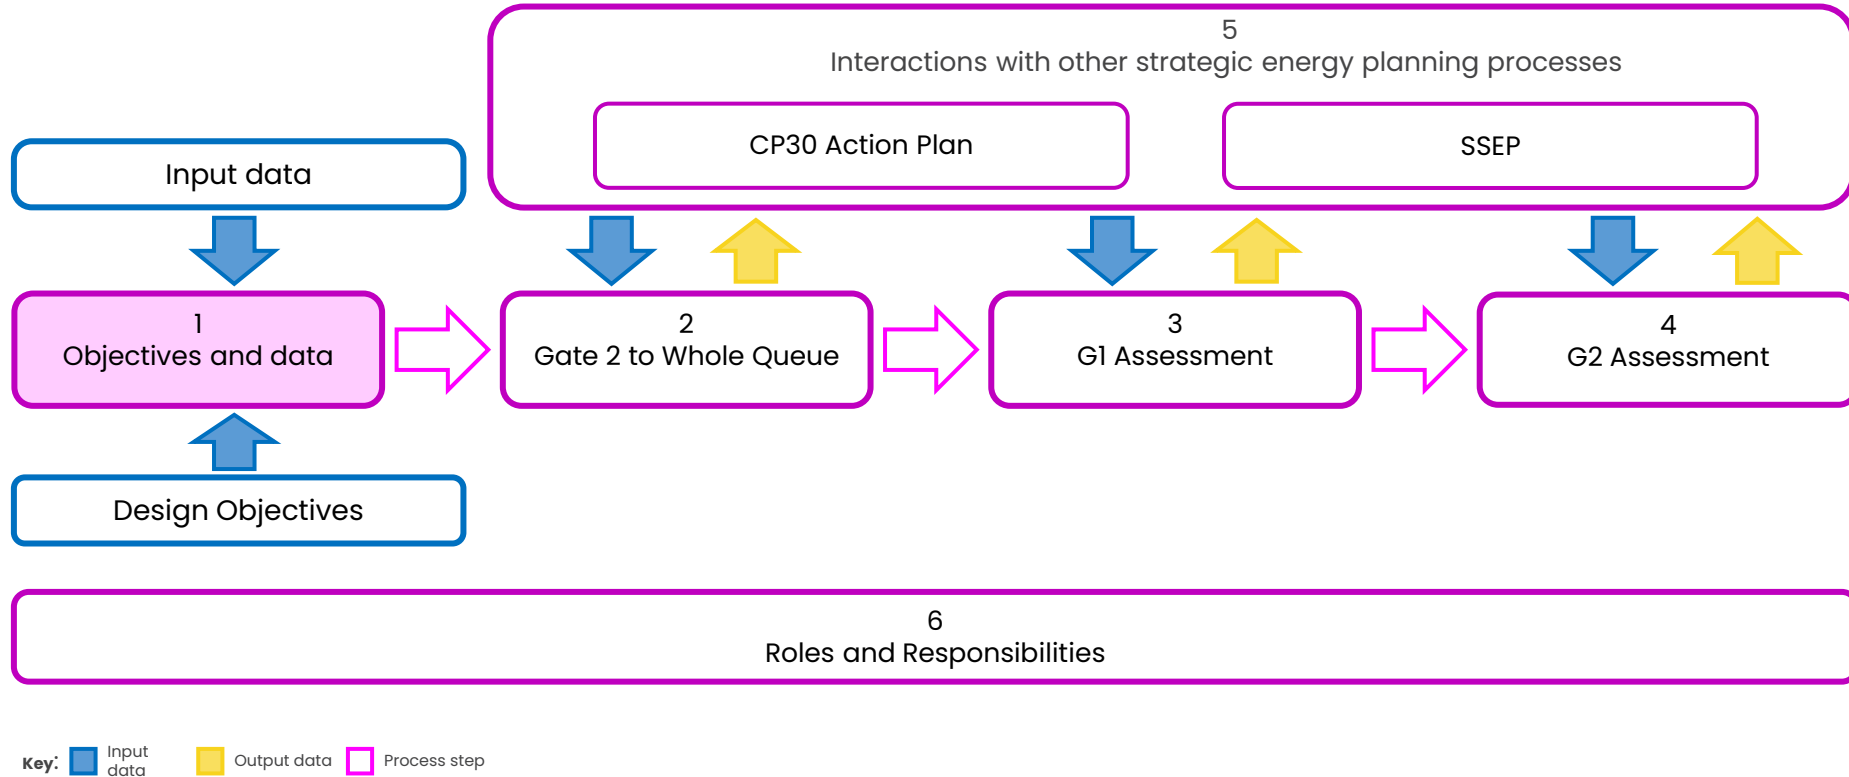 5
Interactions with other strategic energy planning processes
CP30 Action Plan
SSEP
Input data
1
Objectives and data
2
Gate 2 to Whole Queue
3
G1 Assessment
4
G2 Assessment
Design Objectives
6
Roles and Responsibilities
Key:
Input
data
Output data
Process step